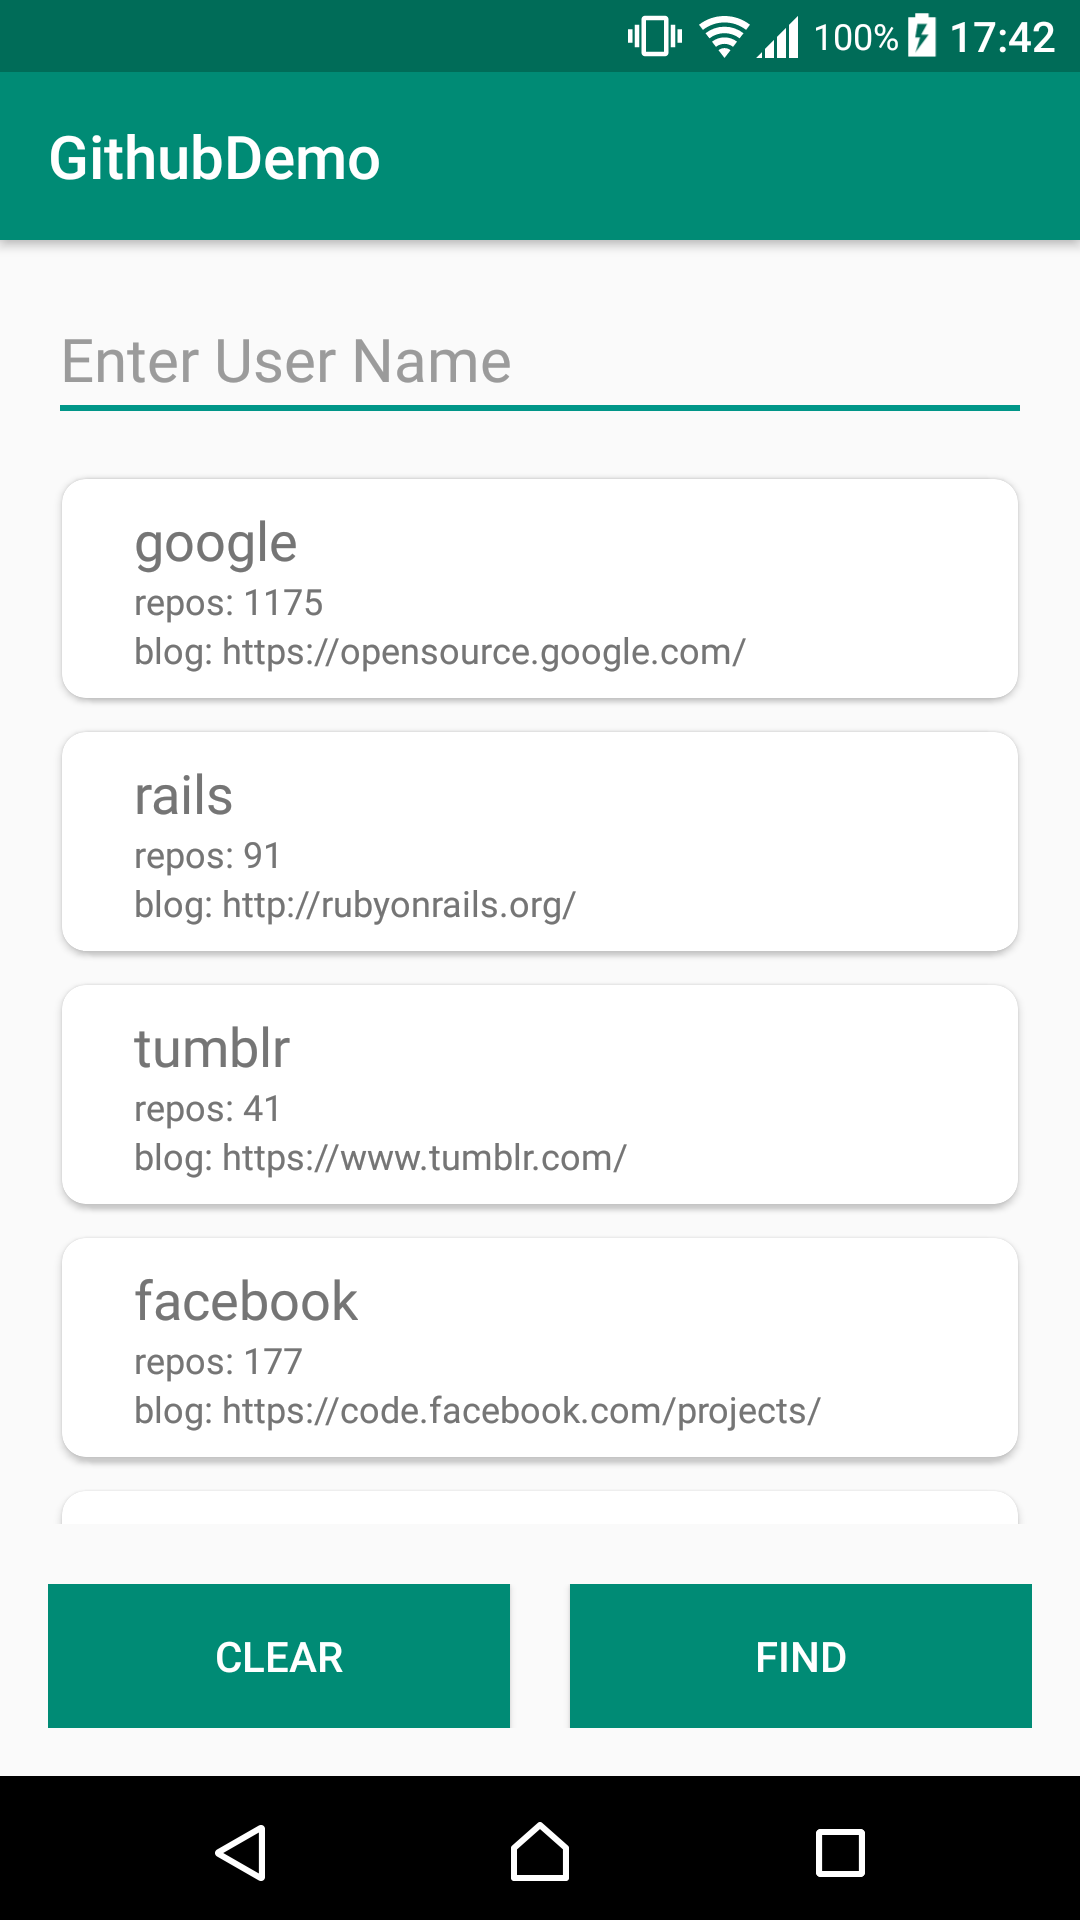 100% 17:42
GithubDemo
Enter User Name
google
repos: 1175
blog: https://opensource.google.com/
rails
repos: 91
blog: http://rubyonrails.org/
tumblr
repos: 41
blog: https://www.tumblr.com/
facebook
repos: 177
blog: https://code.facebook.com/projects/
CLEAR FIND